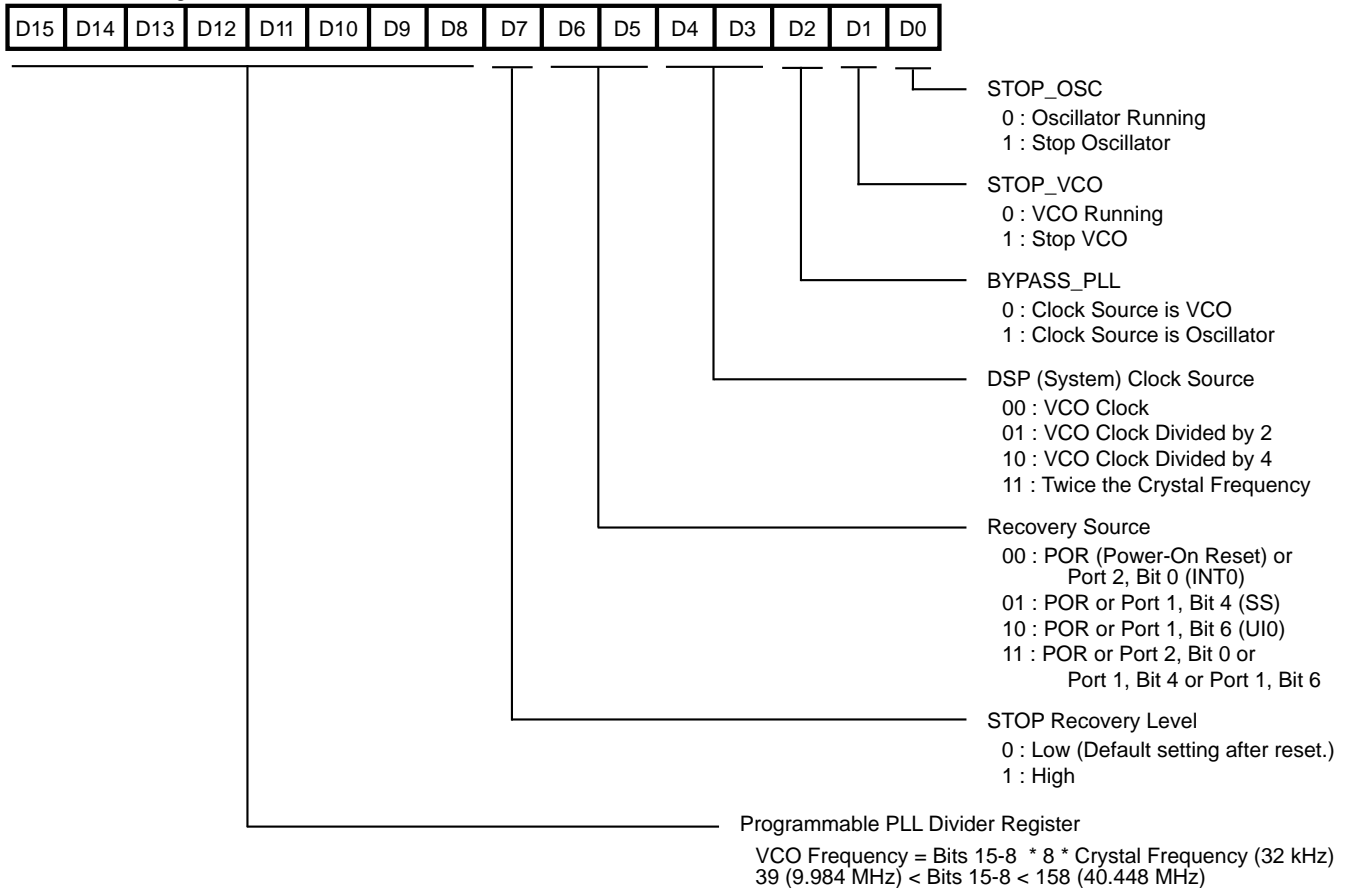 D15 D14 D13 D12 D11 D10 D9 D8 D7 D6 D5 D4 D3 D2 D1 D0
STOP_OSC
0 : Oscillator Running
1 : Stop Oscillator
STOP_VCO
0 : VCO Running
1 : Stop VCO
BYPASS_PLL
0 : Clock Source is VCO
1 : Clock Source is Oscillator
DSP (System) Clock Source
00 : VCO Clock
01 : VCO Clock Divided by 2
10 : VCO Clock Divided by 4
11 : Twice the Crystal Frequency
Recovery Source
00 : POR (Power-On Reset) or
Port 2, Bit 0 (INT0)
01 : POR or Port 1, Bit 4 (SS)
10 : POR or Port 1, Bit 6 (UI0)
11 : POR or Port 2, Bit 0 or
Port 1, Bit 4 or Port 1, Bit 6
STOP Recovery Level
0 : Low (Default setting after reset.)
1 : High
Programmable PLL Divider Register
VCO Frequency = Bits 15-8 * 8 * Crystal Frequency (32 kHz)
39 (9.984 MHz) < Bits 15-8 < 158 (40.448 MHz)